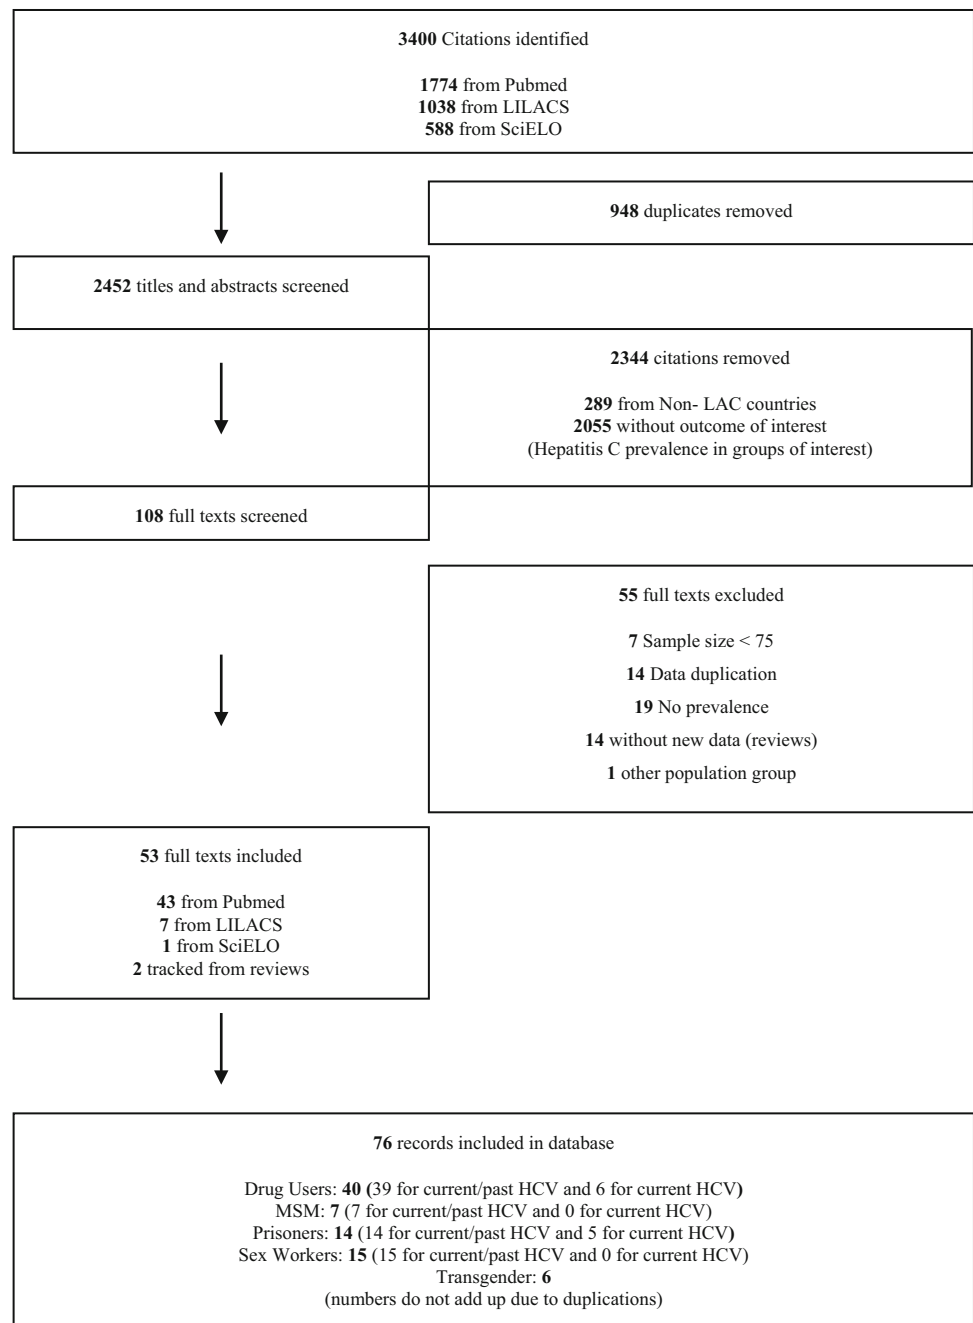 3400 Citations identified
1774 from Pubmed
1038 from LILACS
588 from SciELO
948 duplicates removed
2452 titles and abstracts screened
2344 citations removed
289 from Non- LAC countries
2055 without outcome of interest
(Hepatitis C prevalence in groups of interest)
108 full texts screened
55 full texts excluded
7 Sample size < 75
14 Data duplication
19 No prevalence
14 without new data (reviews)
1 other population group
53 full texts included
43 from Pubmed
7 from LILACS
1 from SciELO
2 tracked from reviews
76 records included in database
Drug Users: 40 (39 for current/past HCV and 6 for current HCV)
MSM: 7 (7 for current/past HCV and 0 for current HCV)
Prisoners: 14 (14 for current/past HCV and 5 for current HCV)
Sex Workers: 15 (15 for current/past HCV and 0 for current HCV)
Transgender: 6
(numbers do not add up due to duplications)